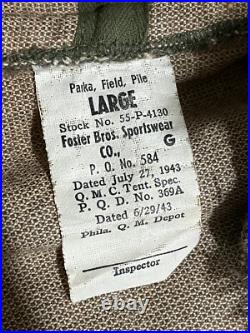 Parka, Field, Pile
LARGE
Stock No. 55-P-4130
Foster Bros. Sportswear
G
CO.,
P. O. No. 584
Dated July 27, 1943
Q. M. C. Tent. Spec.
P. Q. D. No. 369A
Dated 6/29/43.
Phila. Q. M. Depot
Inspector